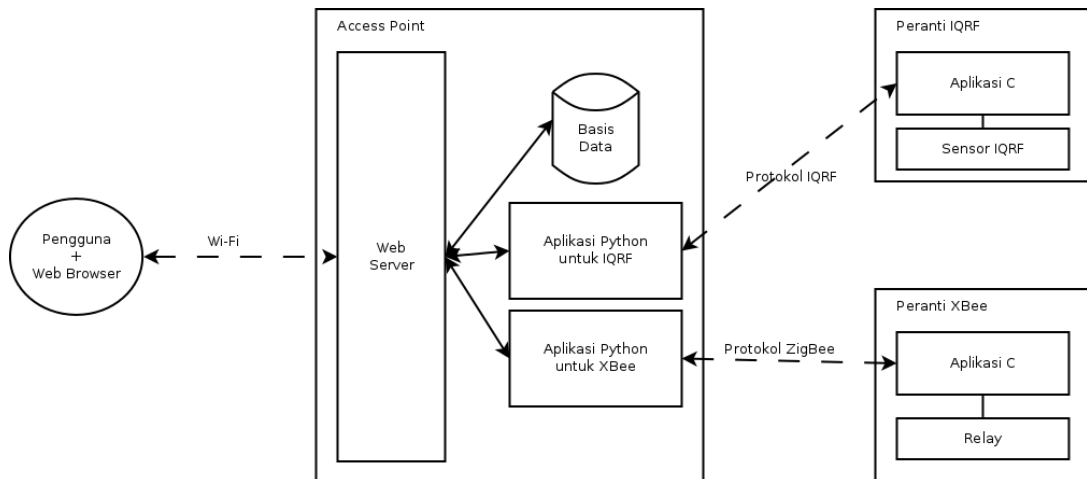 Access Point
Peranti IQRF
Aplikasi C
Sensor IQRF
Basis
Data
Protokol IQRF
Pengguna
+
Web Browser
Wi-Fi
Web
Server
Aplikasi Python
untuk IQRF
Aplikasi Python
untuk XBee
Protokol ZigBee
Peranti XBee
Aplikasi C
Relay